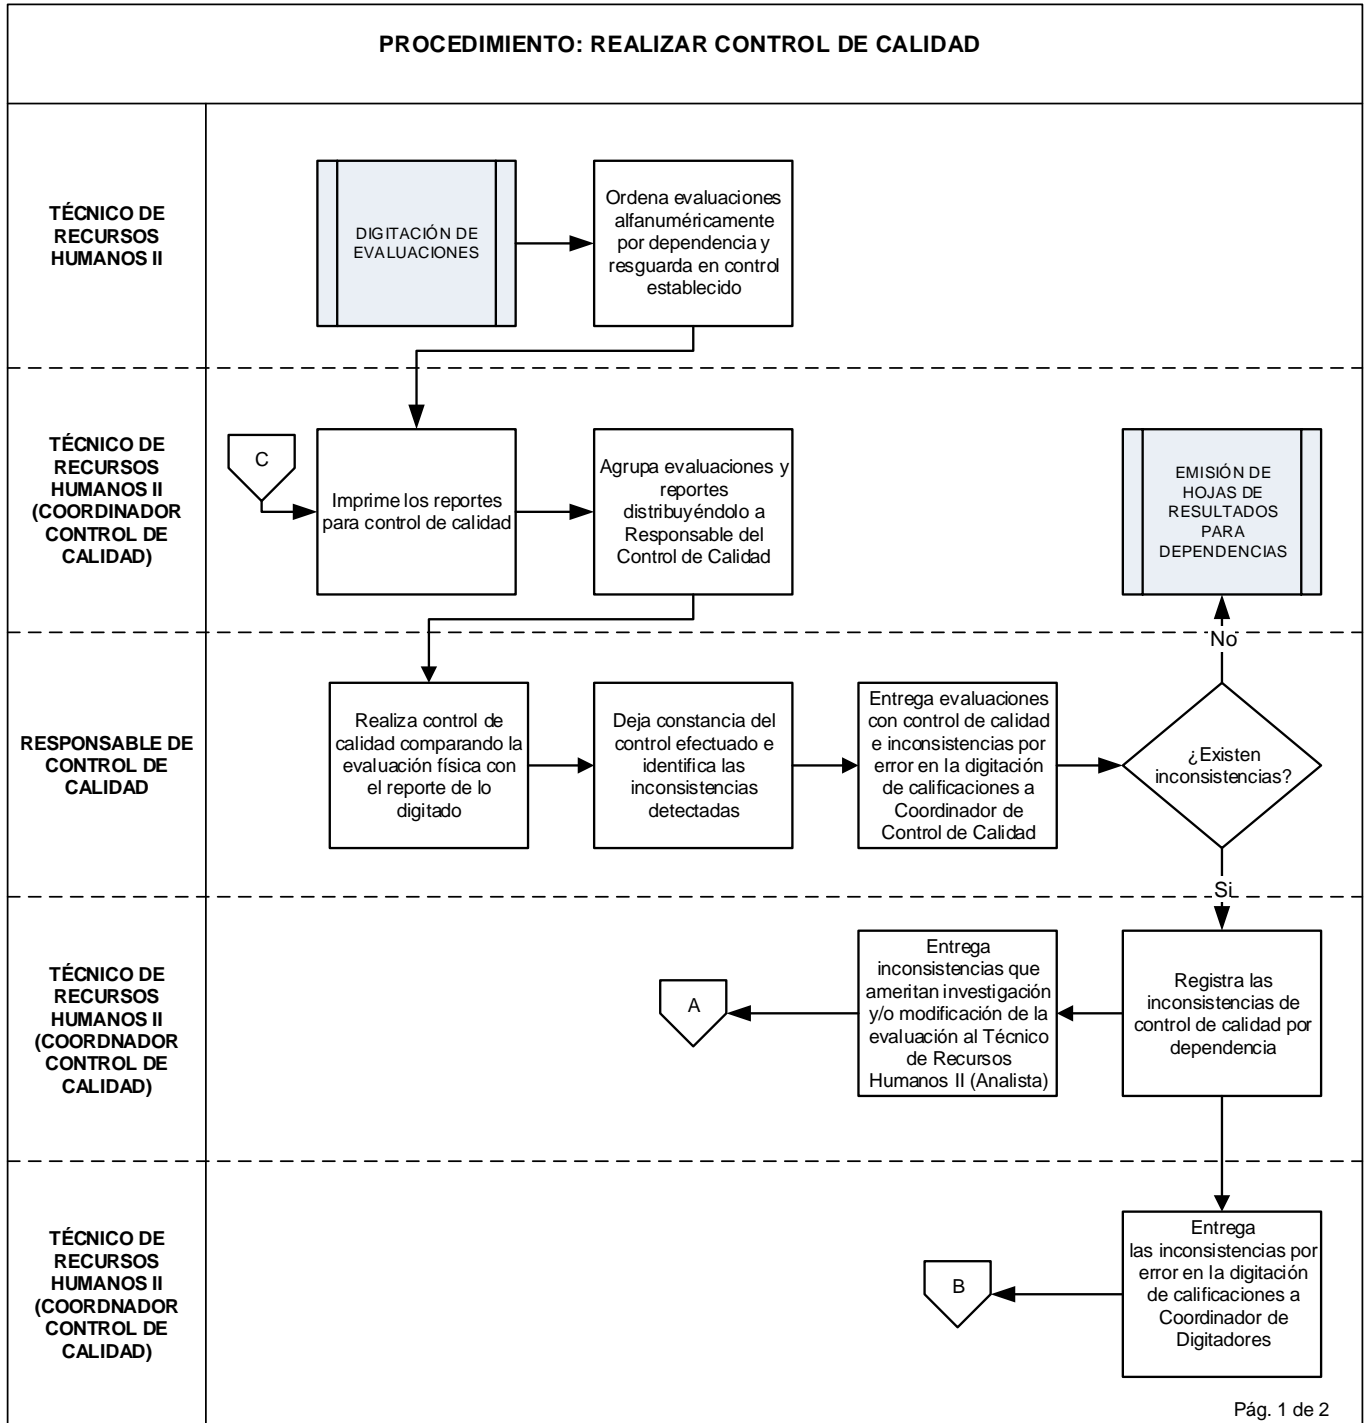 PROCEDIMIENTO: REALIZAR CONTROL DE CALIDAD
TÉCNICO DE
RECURSOS
HUMANOS II
DIGITACIÓN DE
EVALUACIONES
Ordena evaluaciones
alfanuméricamente
por dependencia y
resguarda en control
establecido
TÉCNICO DE
RECURSOS
HUMANOS II
(COORDINADOR
CONTROL DE
CALIDAD)
C
Imprime los reportes
para control de calidad
Agrupa evaluaciones y
reportes
distribuyéndolo a
Responsable del
Control de Calidad
EMISIÓN DE
HOJAS DE
RESULTADOS
PARA
DEPENDENCIAS
No
RESPONSABLE DE
CONTROL DE
CALIDAD
Realiza control de
calidad comparando la
evaluación física con
el reporte de lo
digitado
Deja constancia del
control efectuado e
identifica las
inconsistencias
detectadas
Entrega evaluaciones
con control de calidad
e inconsistencias por
error en la digitación
de calificaciones a
Coordinador de
Control de Calidad
¿Existen
inconsistencias?
Si
TÉCNICO DE
RECURSOS
HUMANOS II
(COORDNADOR
CONTROL DE
CALIDAD)
A
Entrega
inconsistencias que
ameritan investigación
y/o modificación de la
evaluación al Técnico
de Recursos
Humanos II (Analista)
Registra las
inconsistencias de
control de calidad por
dependencia
TÉCNICO DE
RECURSOS
HUMANOS II
(COORDNADOR
CONTROL DE
CALIDAD)
B
Entrega
las inconsistencias por
error en la digitación
de calificaciones a
Coordinador de
Digitadores
Pág. 1 de 2